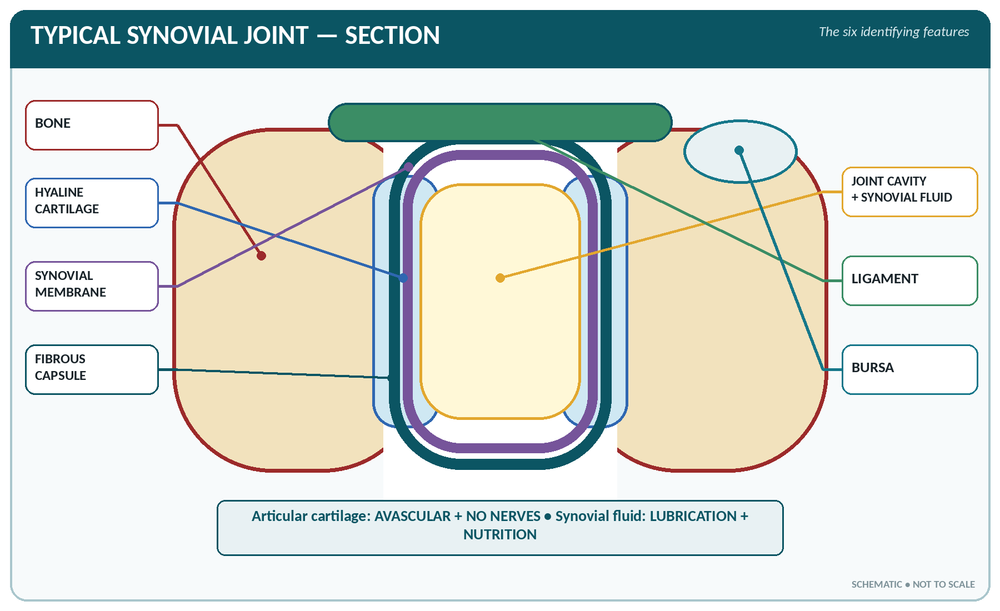 TYPICAL SYNOVIAL JOINT — SECTION
The six identifying features
BONE
HYALINE
CARTILAGE
SYNOVIAL
MEMBRANE
FIBROUS
CAPSULE
JOINT CAVITY
+ SYNOVIAL FLUID
LIGAMENT
BURSA
Articular cartilage: AVASCULAR + NO NERVES • Synovial fluid: LUBRICATION +
NUTRITION
SCHEMATIC • NOT TO SCALE